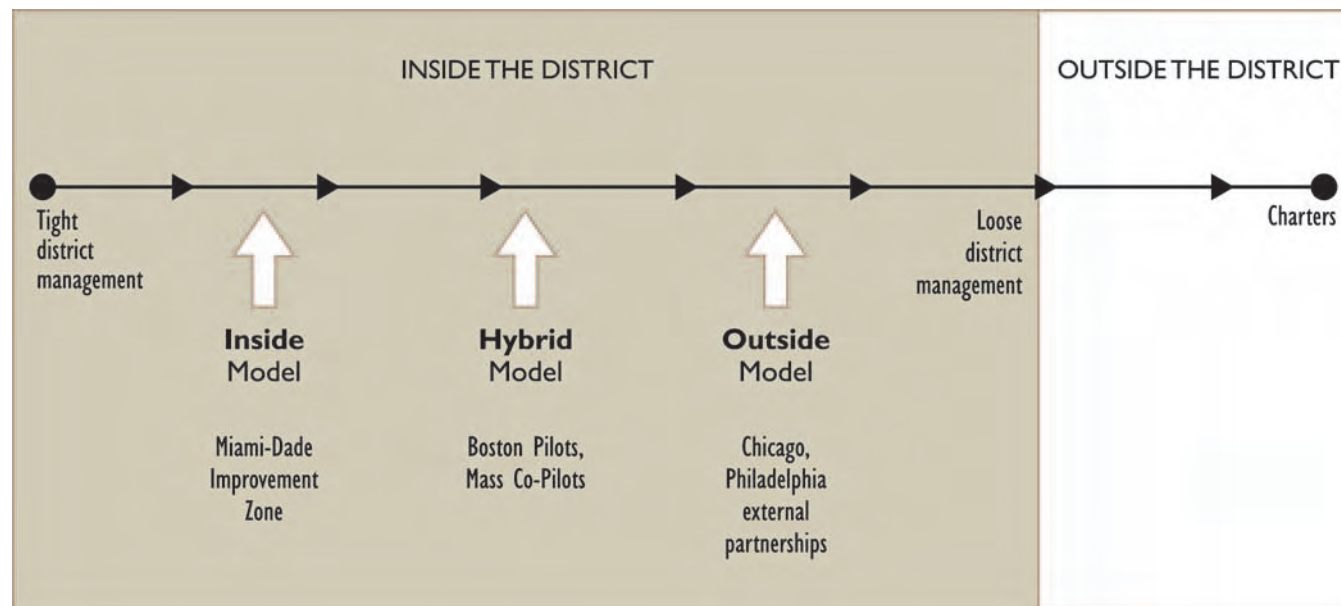 INSIDE THE DISTRICT
OUTSIDE THE DISTRICT
Tight
district
management
Loose
district
management
Charters
Inside
Model
Miami-Dade
Improvement
Zone
Hybrid
Model
Boston Pilots,
Mass Co-Pilots
Outside
Model
Chicago,
Philadelphia
external
partnerships